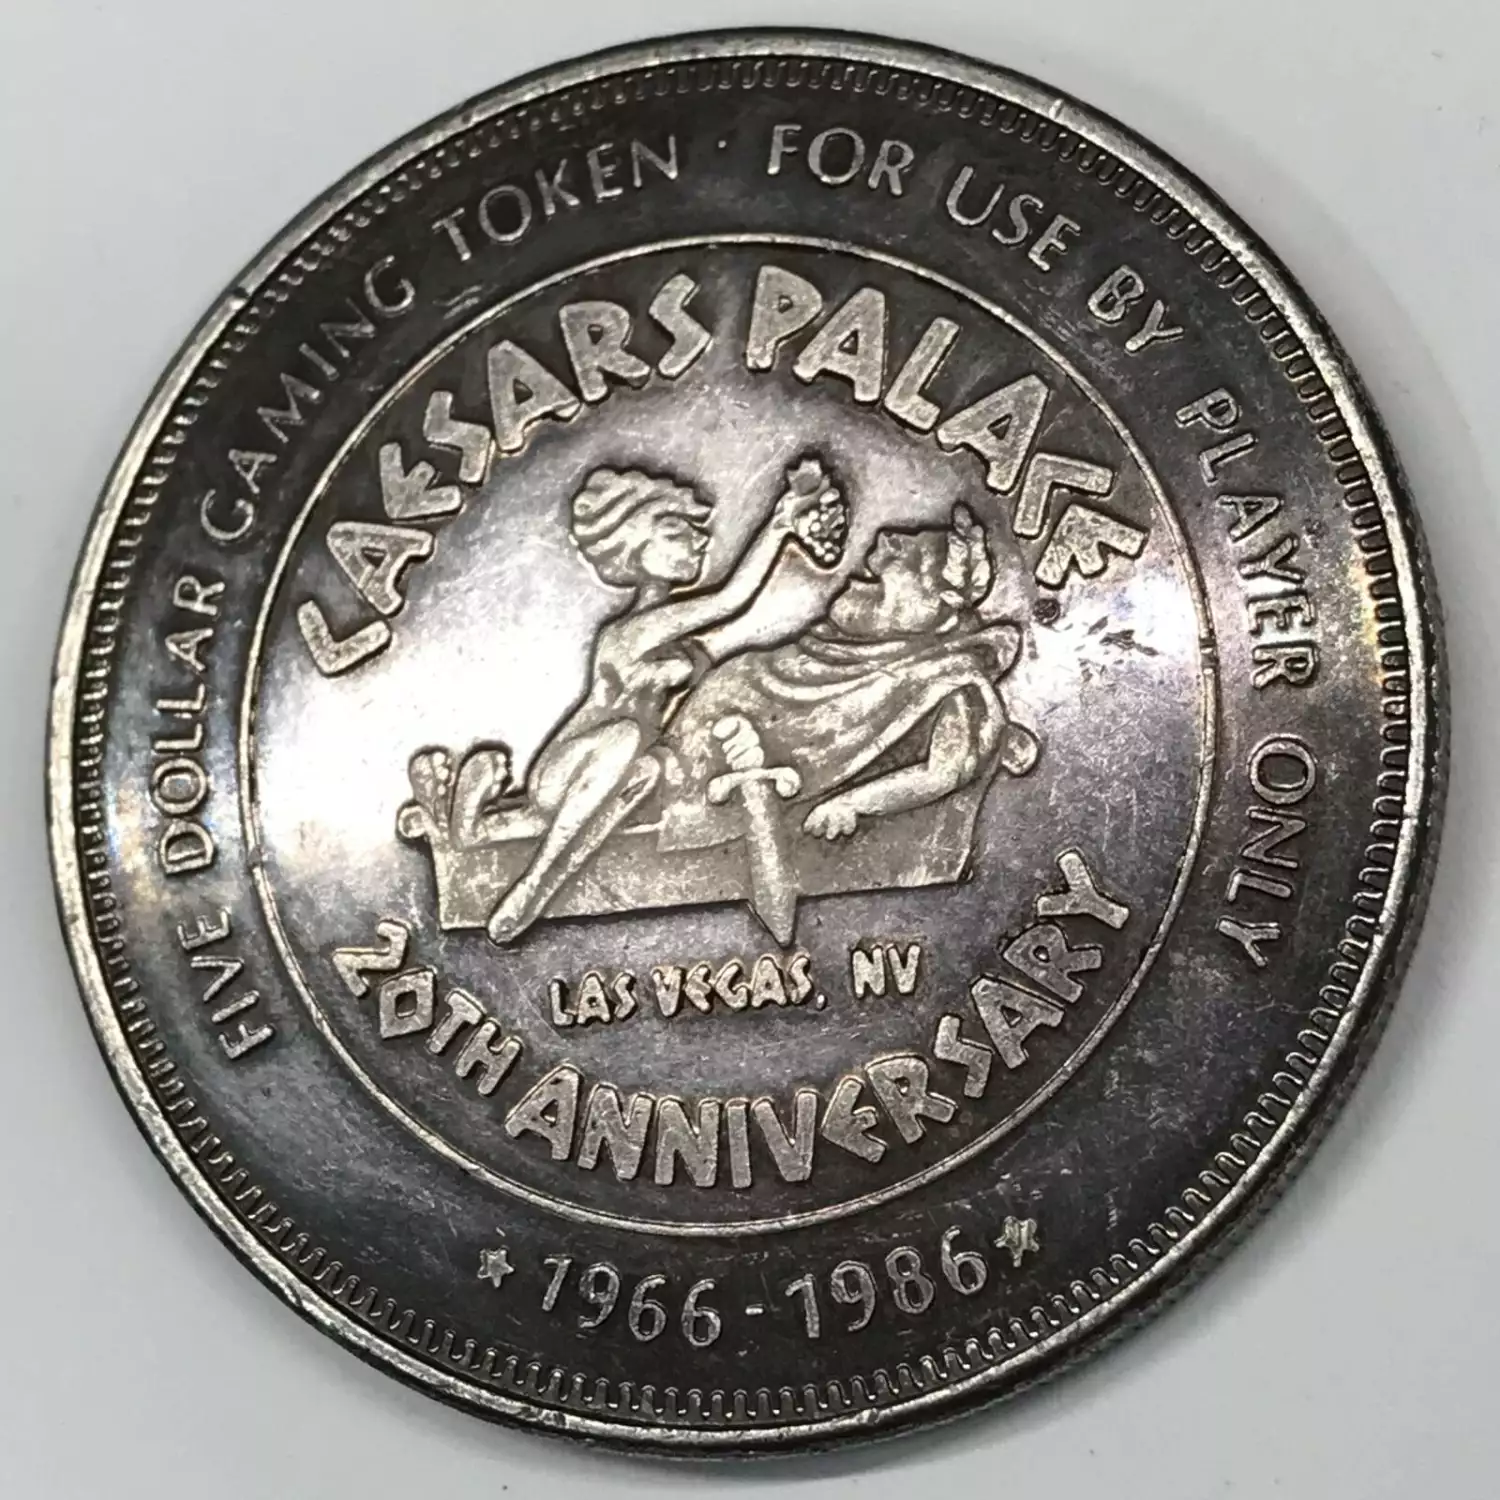 FIVE DOLLAR GAMING TOKEN · FOR USE BY PLAYER ONLY
CAESARS PALACE
LAS VEGAS, NV
20TH ANNIVERSARY
★ 1966-1986 ★